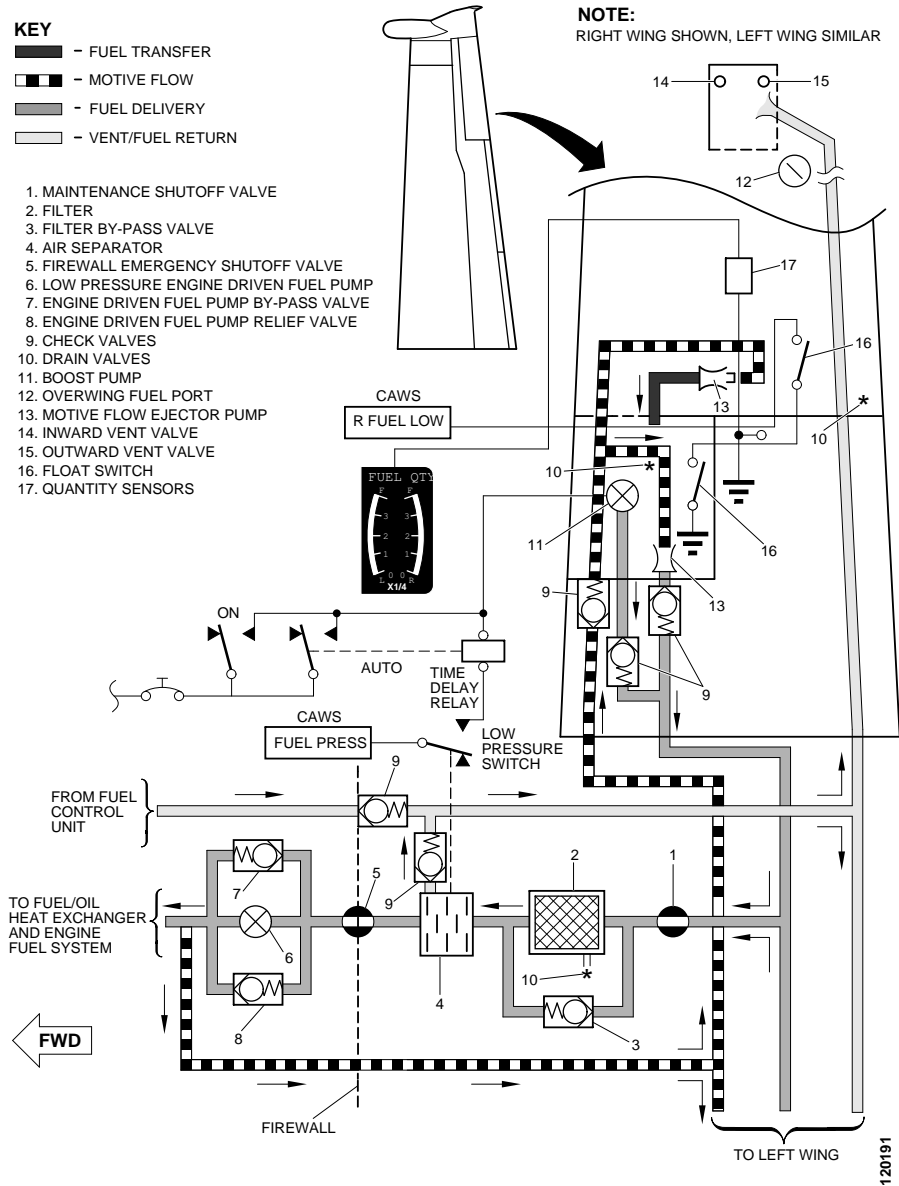 KEY
– FUEL TRANSFER
– MOTIVE FLOW
– FUEL DELIVERY
– VENT/FUEL RETURN
NOTE:
RIGHT WING SHOWN, LEFT WING SIMILAR
1. MAINTENANCE SHUTOFF VALVE
2. FILTER
3. FILTER BY-PASS VALVE
4. AIR SEPARATOR
5. FIREWALL EMERGENCY SHUTOFF VALVE
6. LOW PRESSURE ENGINE DRIVEN FUEL PUMP
7. ENGINE DRIVEN FUEL PUMP BY-PASS VALVE
8. ENGINE DRIVEN FUEL PUMP RELIEF VALVE
9. CHECK VALVES
10. DRAIN VALVES
11. BOOST PUMP
12. OVERWING FUEL PORT
13. MOTIVE FLOW EJECTOR PUMP
14. INWARD VENT VALVE
15. OUTWARD VENT VALVE
16. FLOAT SWITCH
17. QUANTITY SENSORS
14
15
12
17
16
13
*
10
CAWS
R FUEL LOW
10
*
11
16
FUEL QTY
F F
3 3
2 2
1 1
L 0 0 R
X1/4
9
13
9
ON
AUTO
TIME
DELAY
RELAY
CAWS
FUEL PRESS
LOW
PRESSURE
SWITCH
9
FROM FUEL
CONTROL
UNIT
7
5
9
2
1
TO FUEL/OIL
HEAT EXCHANGER
AND ENGINE
FUEL SYSTEM
6
10
*
4
8
3
FWD
FIREWALL
TO LEFT WING
120191